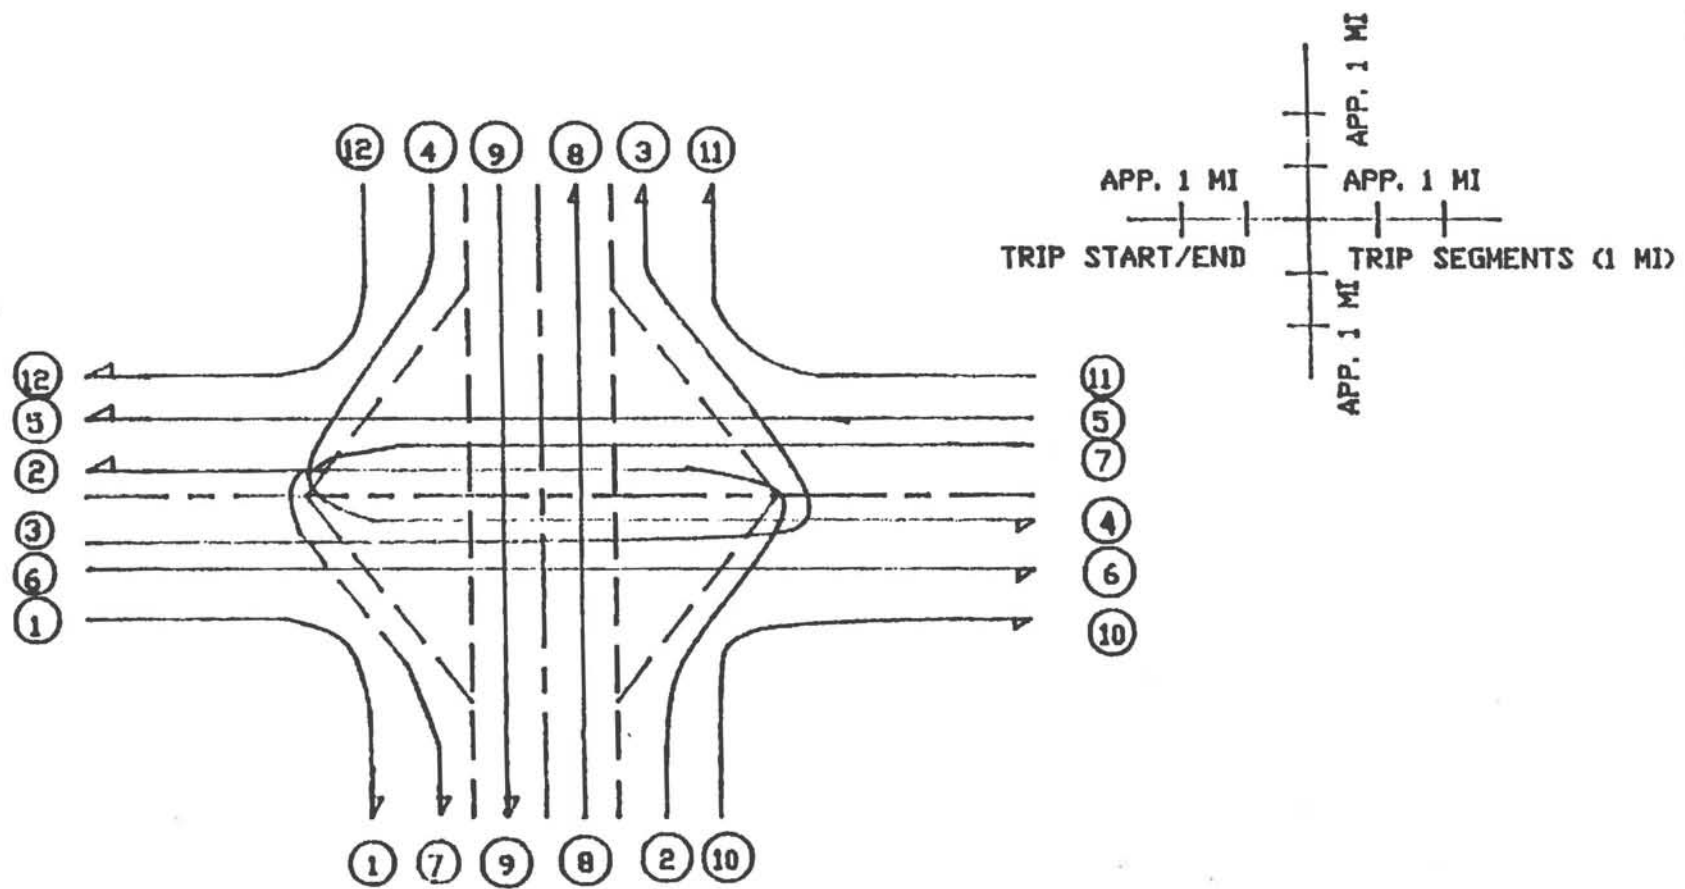 APP. 1 MI
12 4 9 8 3 11
APP. 1 MI APP. 1 MI
TRIP START/END TRIP SEGMENTS (1 MI)
APP. 1 MI
12 11
5 5
2 7
3 4
6 6
1 10
1 7 9 8 2 10